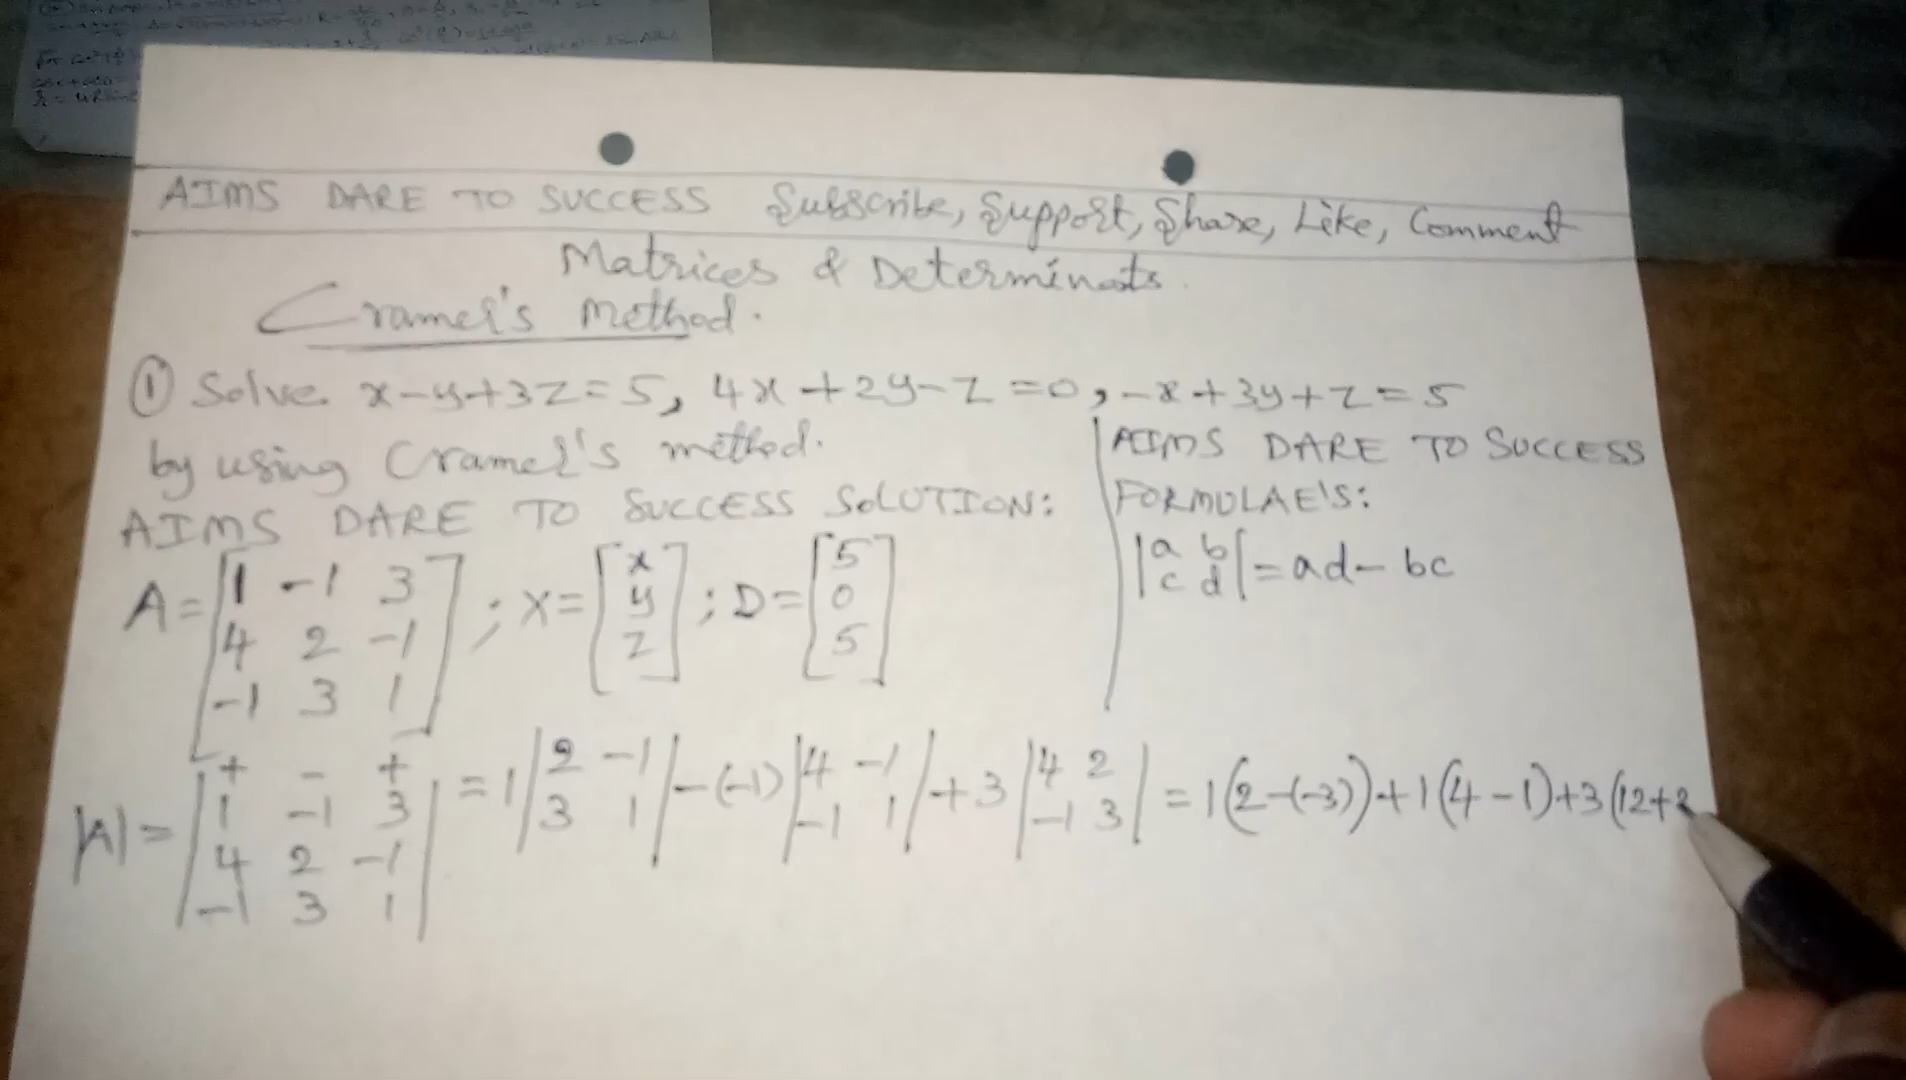 AIMS DARE TO SUCCESS Subscribe, Support, Share, Like, Comment
Matrices & Determinats.
Cramer's Method.
① Solve x-y+3z=5, 4x+2y-z=0, -x+3y+z=5
by using Cramer's method.
AIMS DARE TO SUCCESS SOLUTION:
A=[1 -1 3; 4 2 -1; -1 3 1]; X=[x; y; z]; D=[5; 0; 5]
AIMS DARE TO SUCCESS
FORMULAE'S:
|a b; c d|=ad-bc
+ - +
|A|=|1 -1 3; 4 2 -1; -1 3 1|=1|2 -1; 3 1|-(-1)|4 -1; -1 1|+3|4 2; -1 3|=1(2-(-3))+1(4-1)+3(12+2